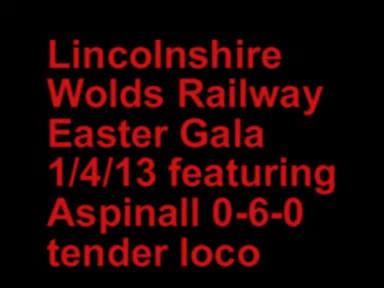 Lincolnshire
Wolds Railway
Easter Gala
1/4/13 featuring
Aspinall 0-6-0
tender loco